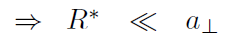 ⇒ R* ≪ a⊥